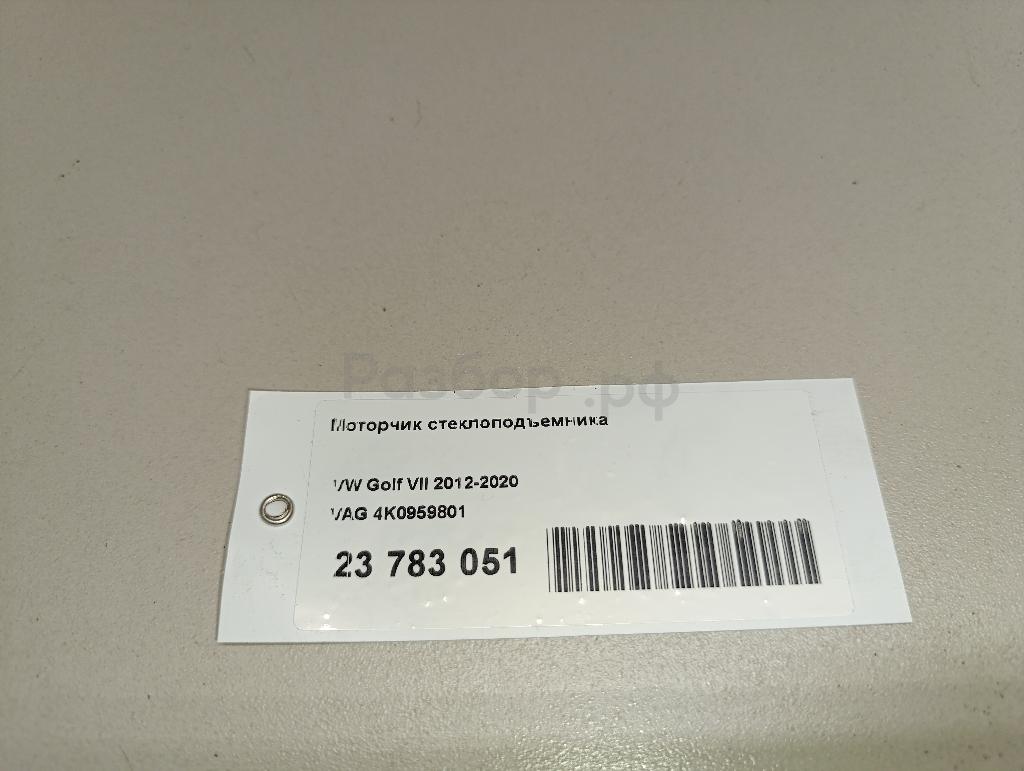 Разбор.рф
Моторчик стеклоподъемника
VW Golf VII 2012-2020
VAG 4K0959801
23 783 051